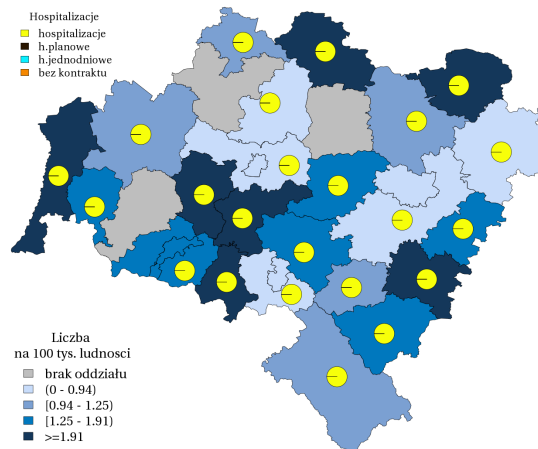 Hospitalizacje
hospitalizacje
h.planowe
h.jednodniowe
bez kontraktu
Liczba
na 100 tys. ludnosci
brak oddziału
(0 - 0.94)
[0.94 - 1.25)
[1.25 - 1.91)
>=1.91